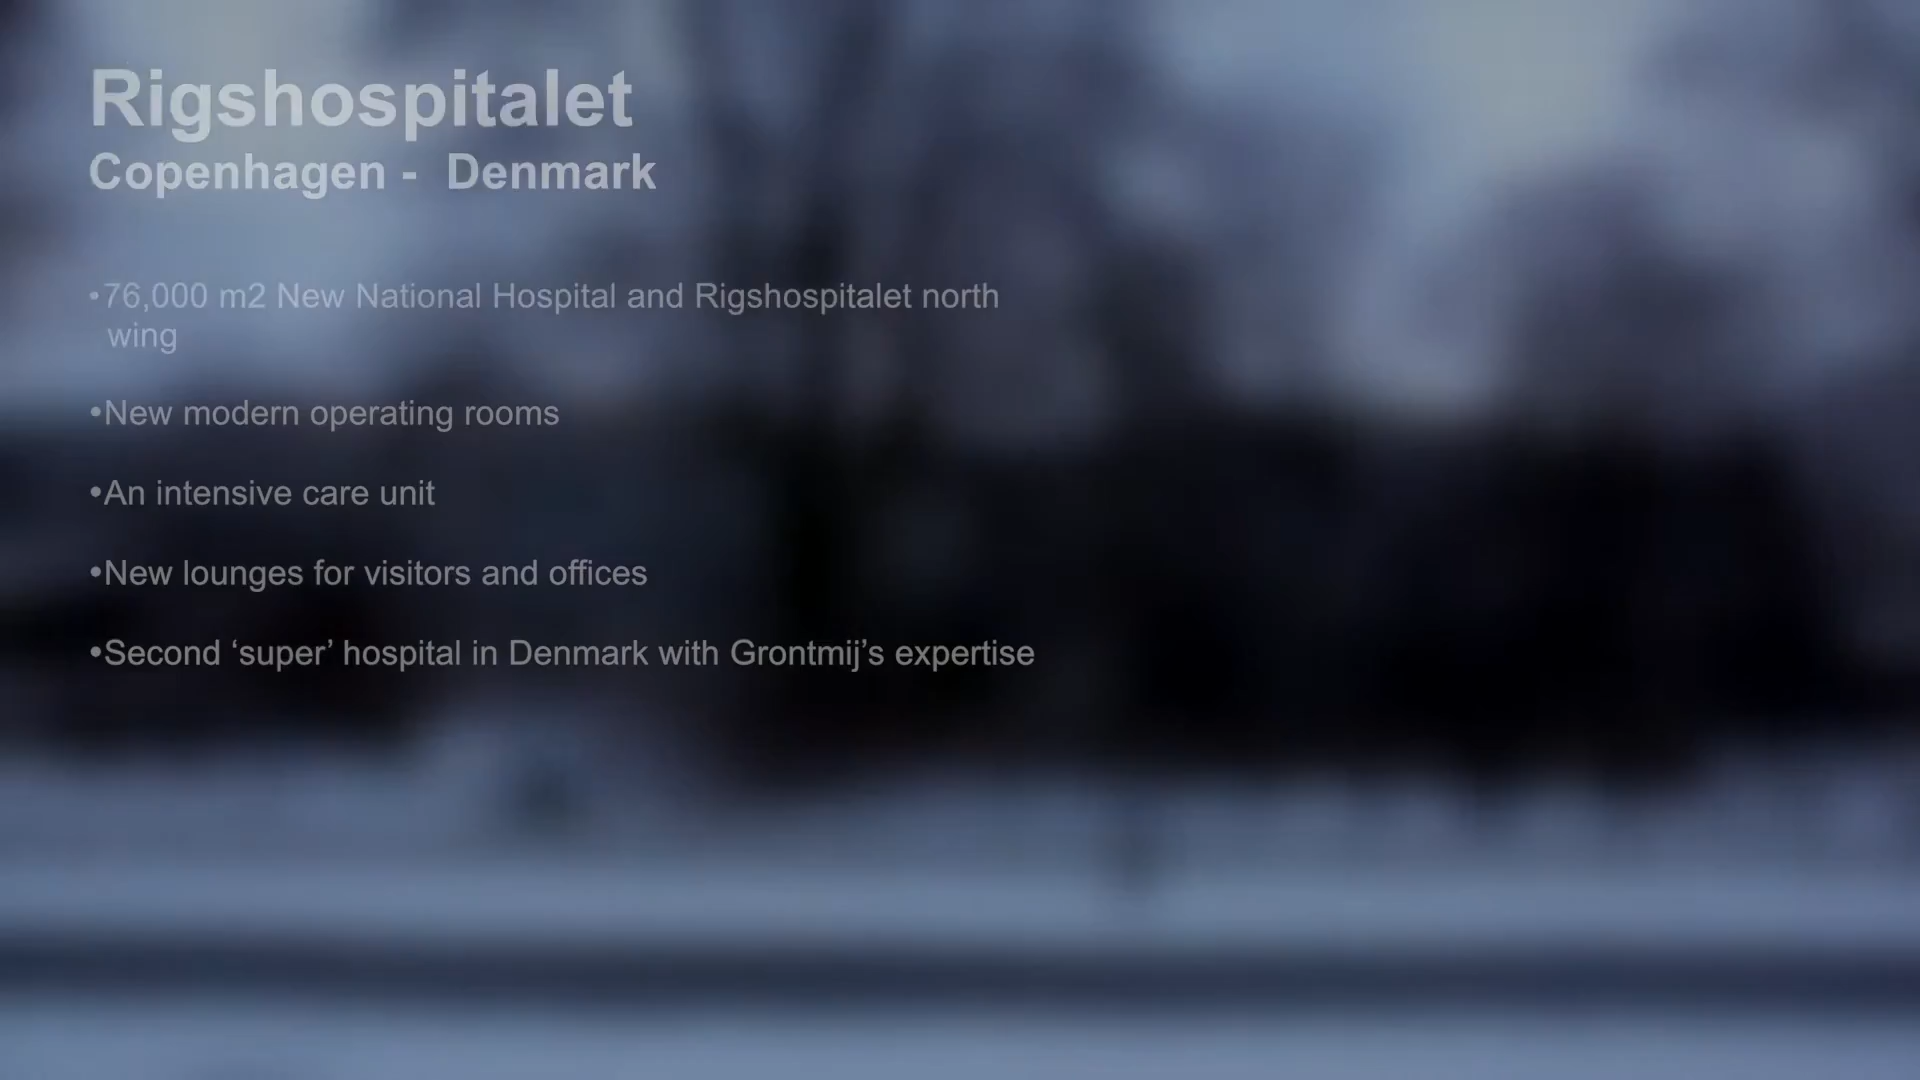 Rigshospitalet
Copenhagen -  Denmark
•76,000 m2 New National Hospital and Rigshospitalet north
wing
•New modern operating rooms
•An intensive care unit
•New lounges for visitors and offices
•Second ‘super’ hospital in Denmark with Grontmij’s expertise